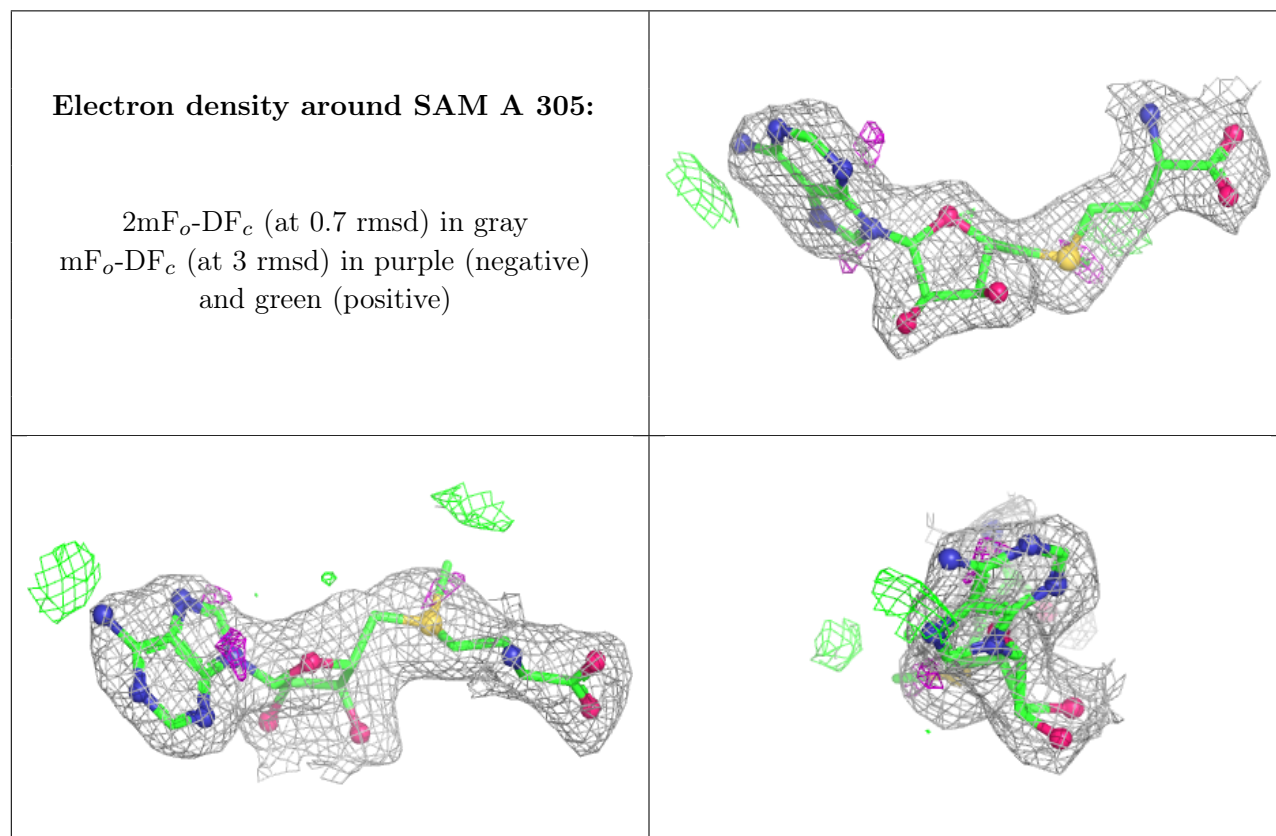 Electron density around SAM A 305:
2mFₒ-DF𝒸 (at 0.7 rmsd) in gray
mFₒ-DF𝒸 (at 3 rmsd) in purple (negative)
and green (positive)